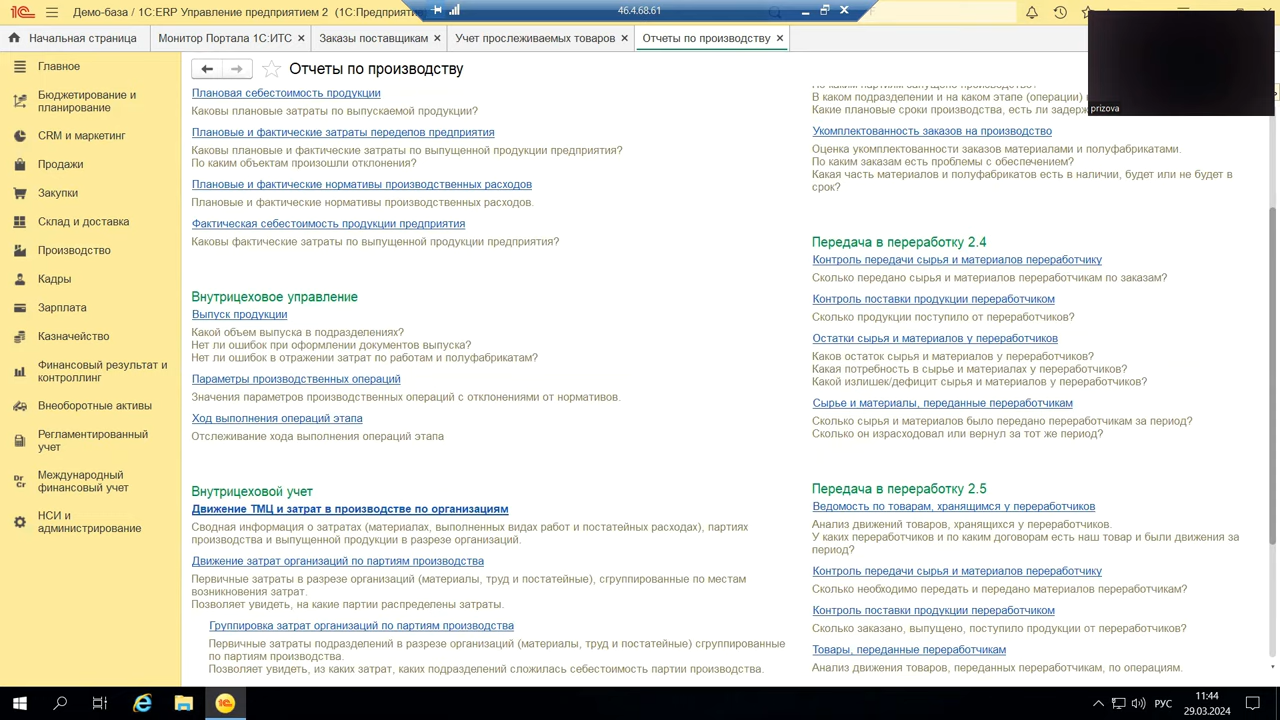 Демо-база / 1С:ERP Управление предприятием 2 (1С:Предприяти
46.4.68.61
Начальная страница
Монитор Портала 1С:ИТС ×
Заказы поставщикам ×
Учет прослеживаемых товаров ×
Отчеты по производству ×
Главное
Бюджетирование и
планирование
CRM и маркетинг
Продажи
Закупки
Склад и доставка
Производство
Кадры
Зарплата
Казначейство
Финансовый результат и
контроллинг
Внеоборотные активы
Регламентированный
учет
Международный
финансовый учет
НСИ и
администрирование
Отчеты по производству
Плановая себестоимость продукции
Каковы плановые затраты по выпускаемой продукции?
Плановые и фактические затраты переделов предприятия
Каковы плановые и фактические затраты по выпущенной продукции предприятия?
По каким объектам произошли отклонения?
Плановые и фактические нормативы производственных расходов
Плановые и фактические нормативы производственных расходов.
Фактическая себестоимость продукции предприятия
Каковы фактические затраты по выпущенной продукции предприятия?
Внутрицеховое управление
Выпуск продукции
Какой объем выпуска в подразделениях?
Нет ли ошибок при оформлении документов выпуска?
Нет ли ошибок в отражении затрат по работам и полуфабрикатам?
Параметры производственных операций
Значения параметров производственных операций с отклонениями от нормативов.
Ход выполнения операций этапа
Отслеживание хода выполнения операций этапа
Внутрицеховой учет
Движение ТМЦ и затрат в производстве по организациям
Сводная информация о затратах (материалах, выполненных видах работ и постатейных расходах), партиях
производства и выпущенной продукции в разрезе организаций.
Движение затрат организаций по партиям производства
Первичные затраты в разрезе организаций (материалы, труд и постатейные), сгруппированные по местам
возникновения затрат.
Позволяет увидеть, на какие партии распределены затраты.
Группировка затрат организаций по партиям производства
Первичные затраты подразделений в разрезе организаций (материалы, труд и постатейные) сгруппированные
по партиям производства.
Позволяет увидеть, из каких затрат, каких подразделений сложилась себестоимость партии производства.
По каким партиям запущено производство?
В каком подразделении и на каком этапе (операции)
Какие плановые сроки производства, есть ли задерж
Укомплектованность заказов на производство
Оценка укомплектованности заказов материалами и полуфабрикатами.
По каким заказам есть проблемы с обеспечением?
Какая часть материалов и полуфабрикатов есть в наличии, будет или не будет в
срок?
Передача в переработку 2.4
Контроль передачи сырья и материалов переработчику
Сколько передано сырья и материалов переработчикам по заказам?
Контроль поставки продукции переработчиком
Сколько продукции поступило от переработчиков?
Остатки сырья и материалов у переработчиков
Каков остаток сырья и материалов у переработчиков?
Какая потребность в сырье и материалах у переработчиков?
Какой излишек/дефицит сырья и материалов у переработчиков?
Сырье и материалы, переданные переработчикам
Сколько сырья и материалов было передано переработчикам за период?
Сколько он израсходовал или вернул за тот же период?
Передача в переработку 2.5
Ведомость по товарам, хранящимся у переработчиков
Анализ движений товаров, хранящихся у переработчиков.
У каких переработчиков и по каким договорам есть наш товар и были движения за
период?
Контроль передачи сырья и материалов переработчику
Сколько необходимо передать и передано материалов переработчикам?
Контроль поставки продукции переработчиком
Сколько заказано, выпущено, поступило продукции от переработчиков?
Товары, переданные переработчикам
Анализ движения товаров, переданных переработчикам, по операциям.
prizova
РУС
11:44
29.03.2024